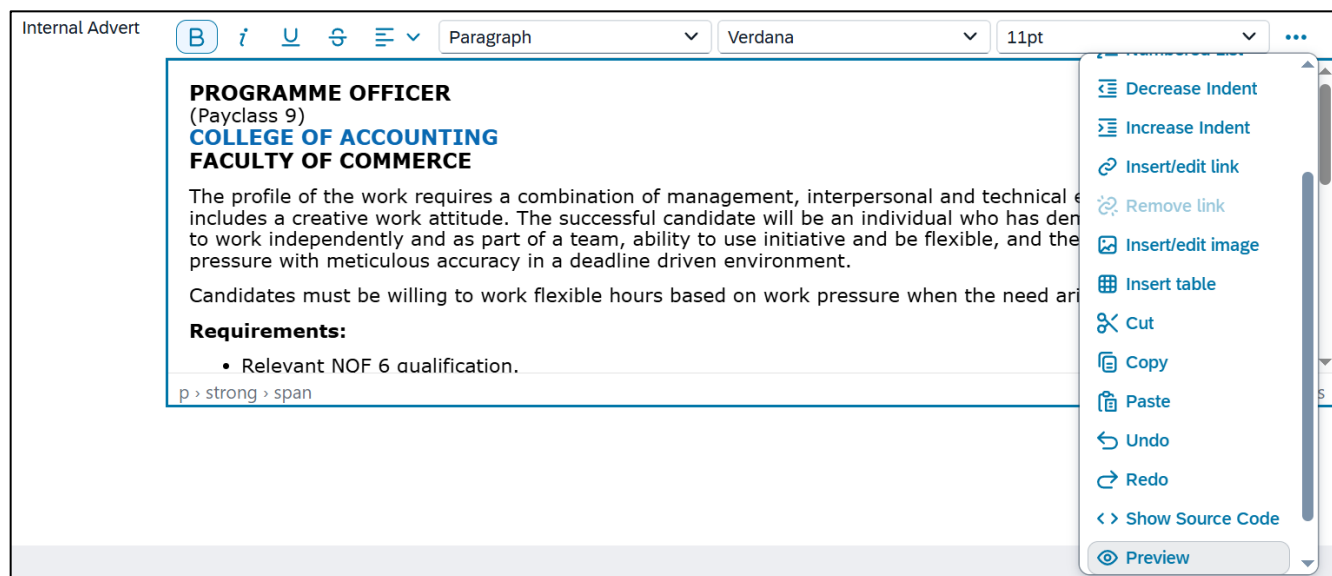 Internal Advert
B i U S Paragraph Verdana 11pt
PROGRAMME OFFICER
(Payclass 9)
COLLEGE OF ACCOUNTING
FACULTY OF COMMERCE
The profile of the work requires a combination of management, interpersonal and technical
includes a creative work attitude. The successful candidate will be an individual who has
to work independently and as part of a team, ability to use initiative and be flexible, and the
pressure with meticulous accuracy in a deadline driven environment.
Candidates must be willing to work flexible hours based on work pressure when the need
Requirements:
• Relevant NQF 6 qualification.
p › strong › span
Numbered List
Decrease Indent
Increase Indent
Insert/edit link
Remove link
Insert/edit image
Insert table
Cut
Copy
Paste
Undo
Redo
Show Source Code
Preview